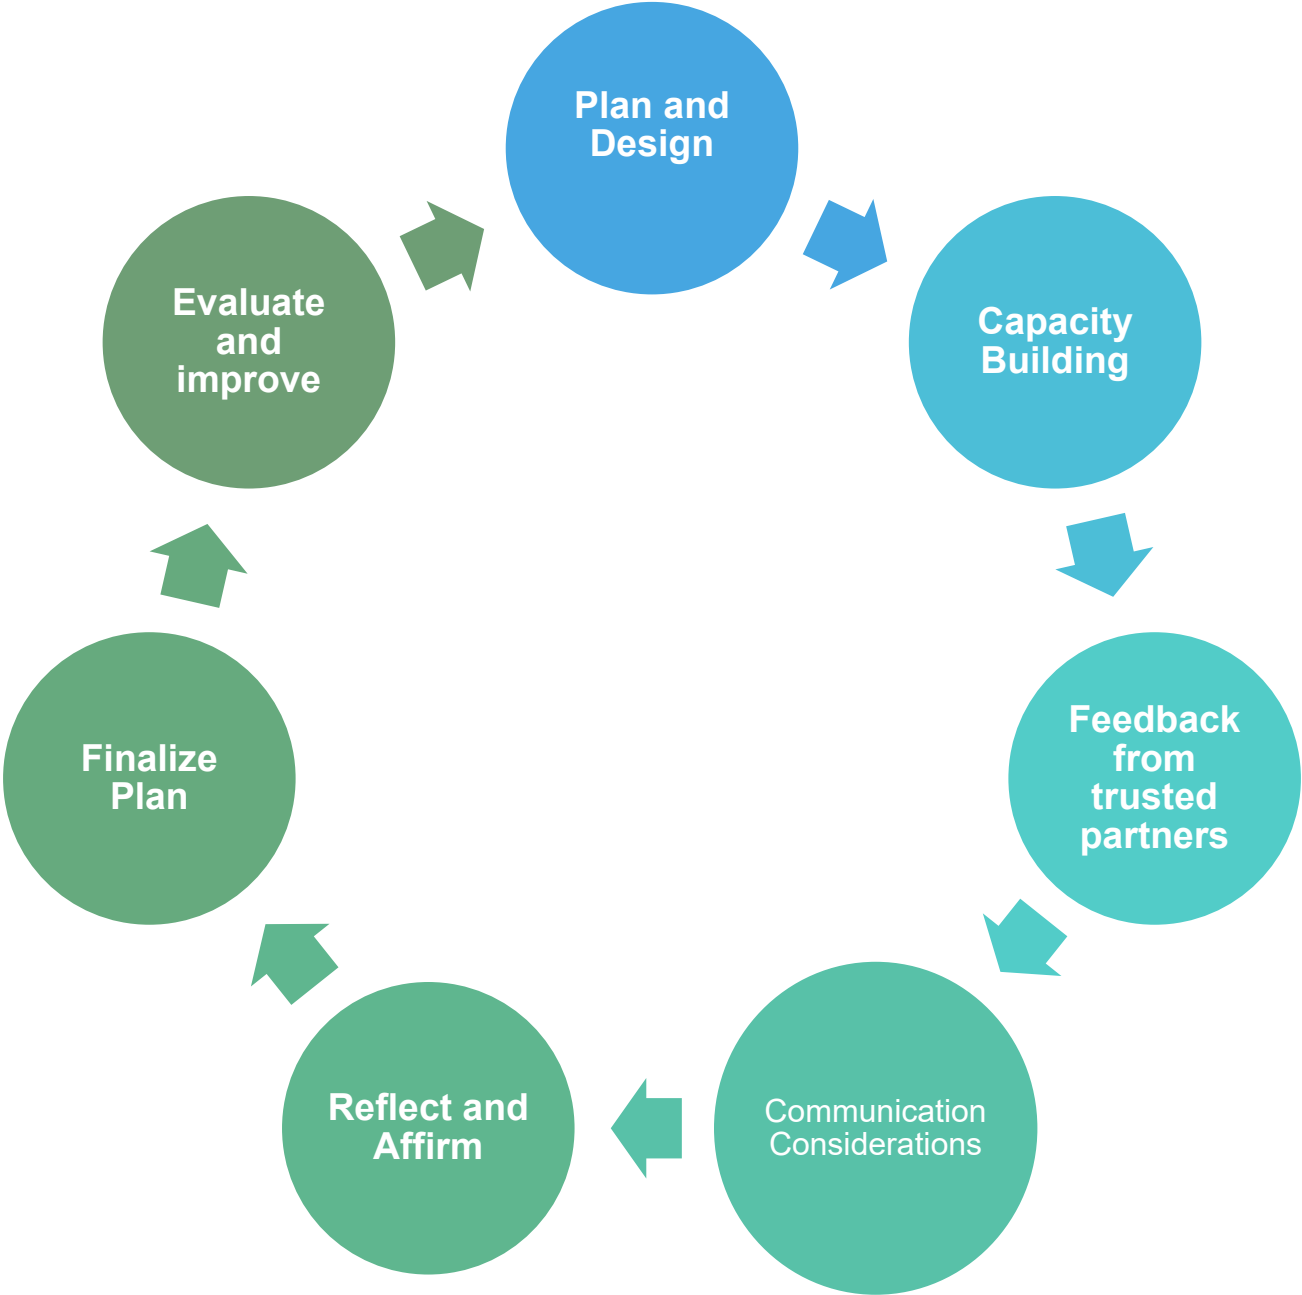 Plan and
Design
Capacity
Building
Feedback
from
trusted
partners
Communication
Considerations
Reflect and
Affirm
Finalize
Plan
Evaluate
and
improve